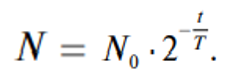 N = N₀ · 2^(-t/T).